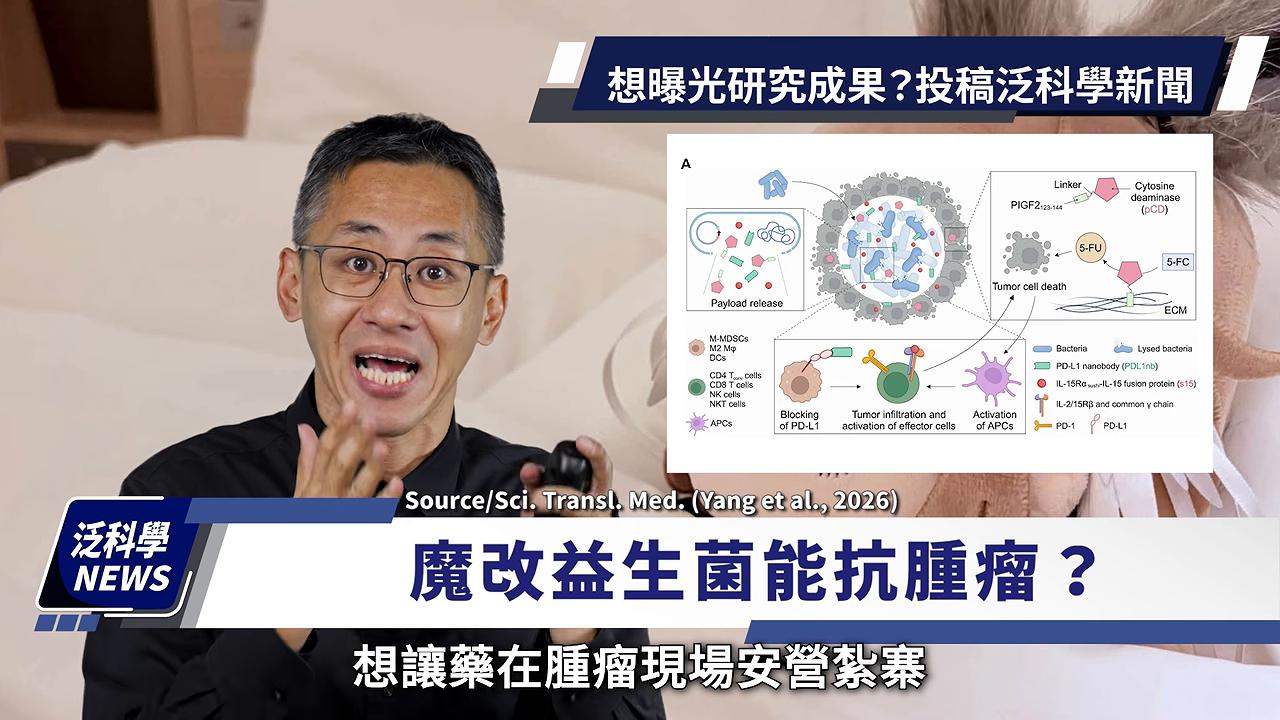 想曝光研究成果？投稿泛科學新聞
A
Linker
Cytosine
deaminase
(pCD)
PlGF2123-144
5-FU
5-FC
Tumor cell death
ECM
Payload release
M-MDSCs
M2 Mφ
DCs
CD4 Tconv cells
CD8 T cells
NK cells
NKT cells
APCs
Blocking
of PD-L1
Tumor infiltration and
activation of effector cells
Activation
of APCs
Bacteria
Lysed bacteria
PD-L1 nanobody (PDL1nb)
IL-15Rαsushi-IL-15 fusion protein (s15)
IL-2/15Rβ and common γ chain
PD-1
PD-L1
Source/Sci. Transl. Med. (Yang et al., 2026)
泛科學
NEWS
魔改益生菌能抗腫瘤？
想讓藥在腫瘤現場安營紮寨